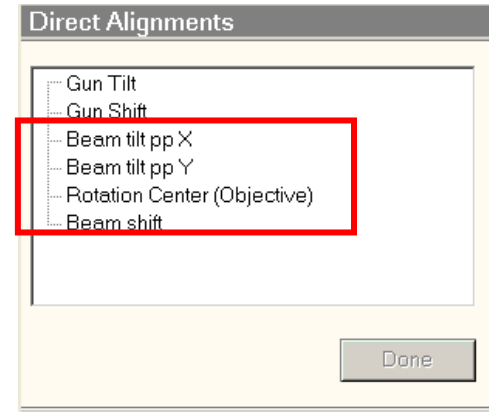 Direct Alignments
Gun Tilt
Gun Shift
Beam tilt pp X
Beam tilt pp Y
Rotation Center (Objective)
Beam shift
Done